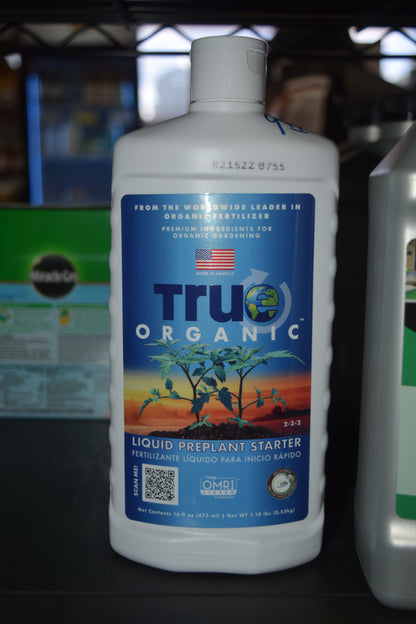 #21522 8755
FROM THE WORLDWIDE LEADER IN
ORGANIC FERTILIZER
PREMIUM INGREDIENTS FOR
ORGANIC GARDENING
MADE IN AMERICA
True
ORGANIC™
2-2-2
LIQUID PREPLANT STARTER
FERTILIZANTE LÍQUIDO PARA INICIO RÁPIDO
SCAN ME!
OMRI
LISTED
Net Contents 16 fl oz (473 ml) | Net WT 1.18 lbs (0.53kg)
Miracle-Gro